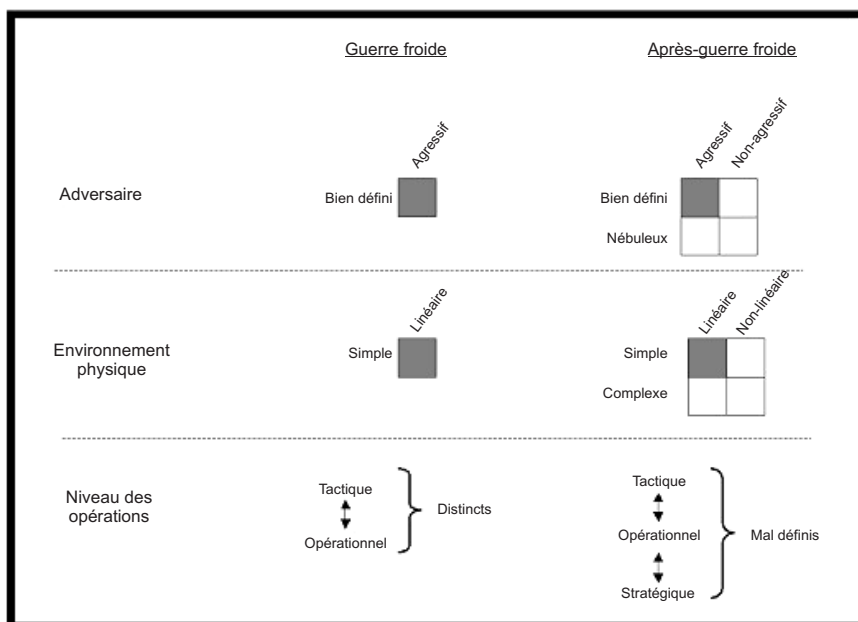 Guerre froide
Après-guerre froide
Adversaire
Agressif
Bien défini
Agressif
Non-agressif
Bien défini
Nébuleux
Environnement
physique
Linéaire
Simple
Linéaire
Non-linéaire
Simple
Complexe
Niveau des
opérations
Tactique
Opérationnel
Distincts
Tactique
Opérationnel
Stratégique
Mal définis